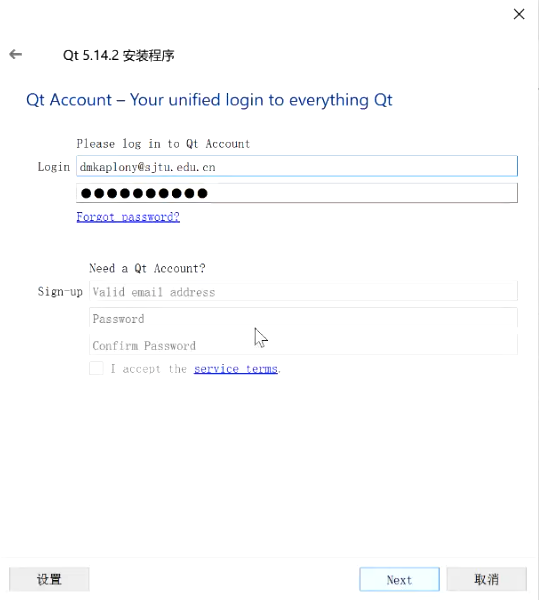 Qt 5.14.2 安装程序
Qt Account – Your unified login to everything Qt
Please log in to Qt Account
Login dmkaplony@sjtu.edu.cn
●●●●●●●●●●
Forgot password?
Need a Qt Account?
Sign-up Valid email address
Password
Confirm Password
I accept the service terms.
设置 Next 取消